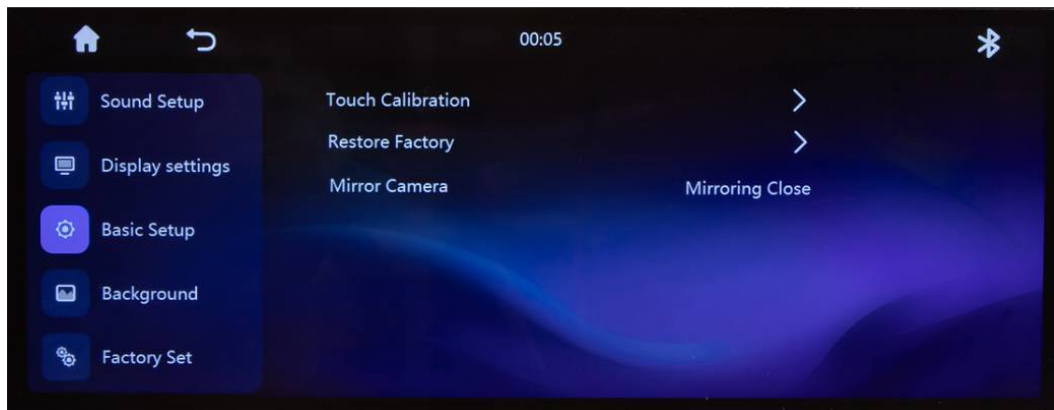 00:05
Sound Setup
Display settings
Basic Setup
Background
Factory Set
Touch Calibration
Restore Factory
Mirror Camera Mirroring Close